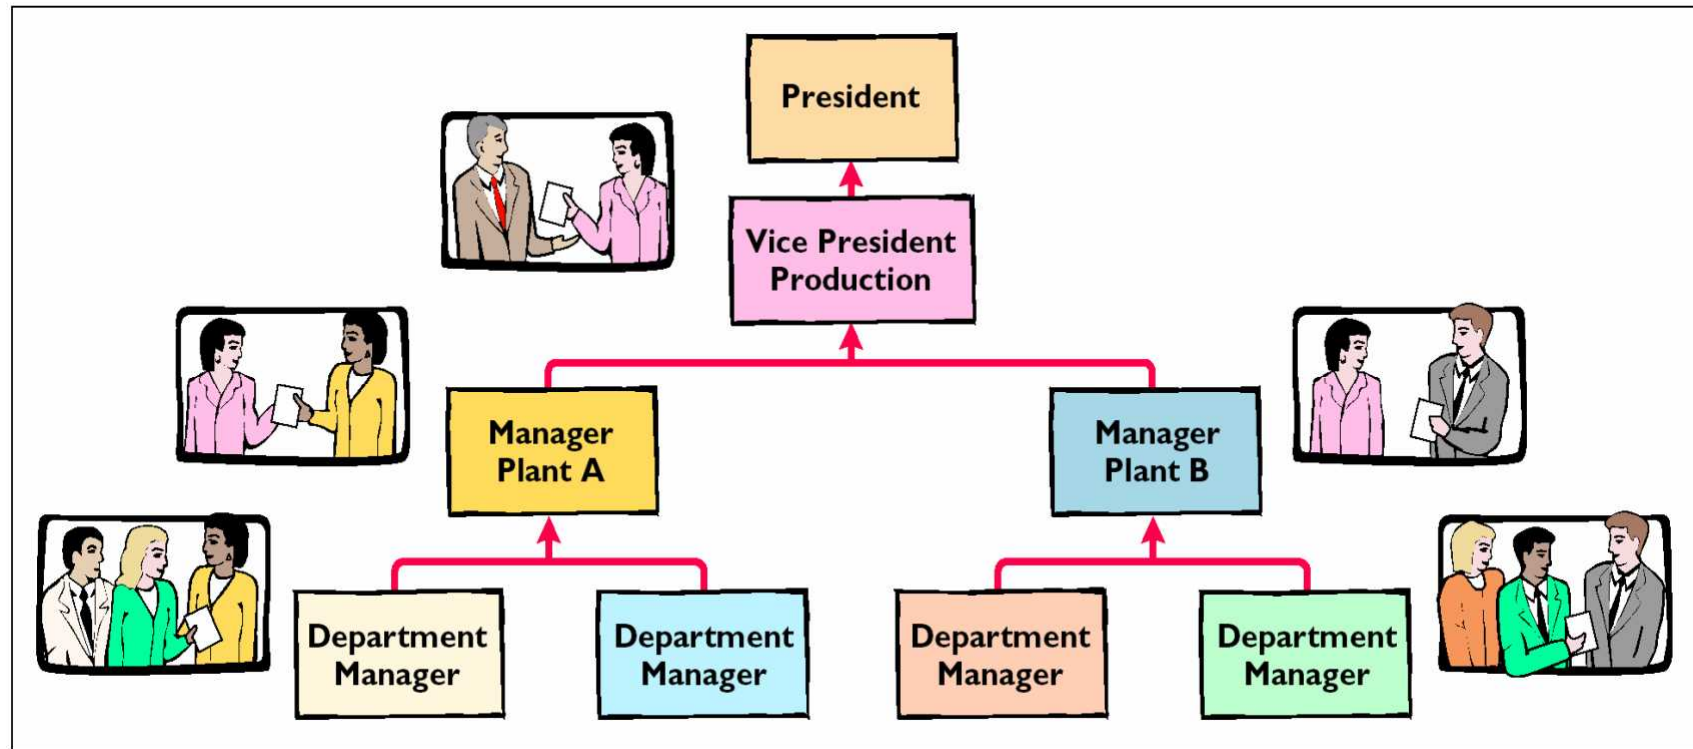 President
Vice President
Production
Manager
Plant A
Manager
Plant B
Department
Manager
Department
Manager
Department
Manager
Department
Manager